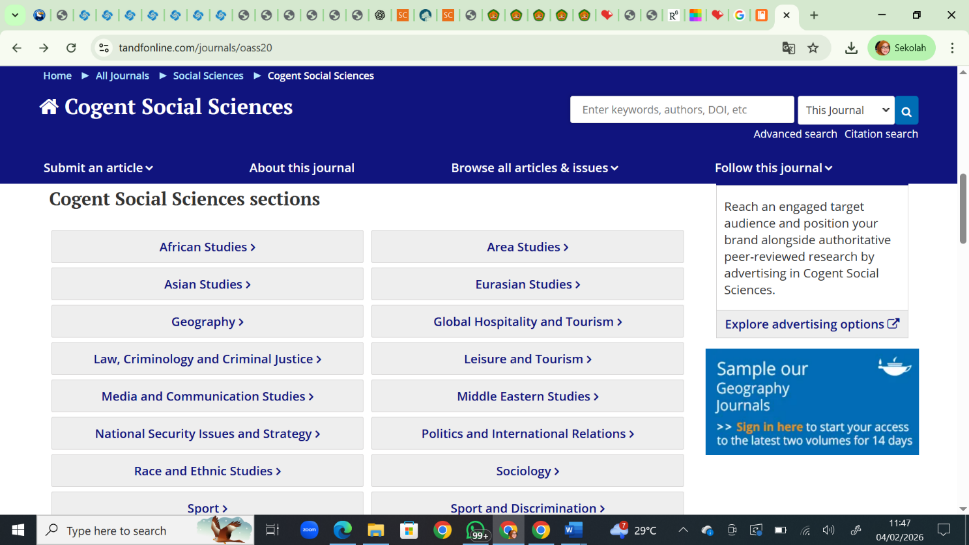 tandfonline.com/journals/oass20
Sekolah
Home ► All Journals ► Social Sciences ► Cogent Social Sciences
Cogent Social Sciences
Enter keywords, authors, DOI, etc
This Journal
Advanced search Citation search
Submit an article
About this journal
Browse all articles & issues
Follow this journal
Cogent Social Sciences sections
African Studies
Area Studies
Asian Studies
Eurasian Studies
Geography
Global Hospitality and Tourism
Law, Criminology and Criminal Justice
Leisure and Tourism
Media and Communication Studies
Middle Eastern Studies
National Security Issues and Strategy
Politics and International Relations
Race and Ethnic Studies
Sociology
Sport
Sport and Discrimination
Reach an engaged target
audience and position your
brand alongside authoritative
peer-reviewed research by
advertising in Cogent Social
Sciences.
Explore advertising options
Sample our
Geography
Journals
>> Sign in here to start your access
to the latest two volumes for 14 days
Type here to search
zoom
99+
29°C
11:47
04/02/2026